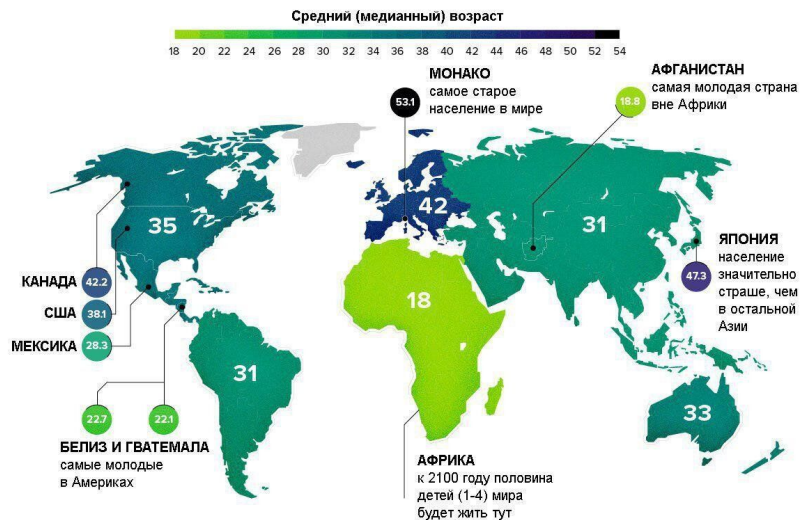 Средний (медианный) возраст
18 20 22 24 26 28 30 32 34 36 38 40 42 44 46 48 50 52 54
МОНАКО
самое старое
население в мире
53.1
АФГАНИСТАН
самая молодая страна
вне Африки
18.8
35
42
31
18
31
33
КАНАДА
42.2
США
38.1
МЕКСИКА
28.3
ЯПОНИЯ
население
значительно
страше, чем
в остальной
Азии
47.3
22.7
22.1
БЕЛИЗ И ГВАТЕМАЛА
самые молодые
в Америках
АФРИКА
к 2100 году половина
детей (1-4) мира
будет жить тут